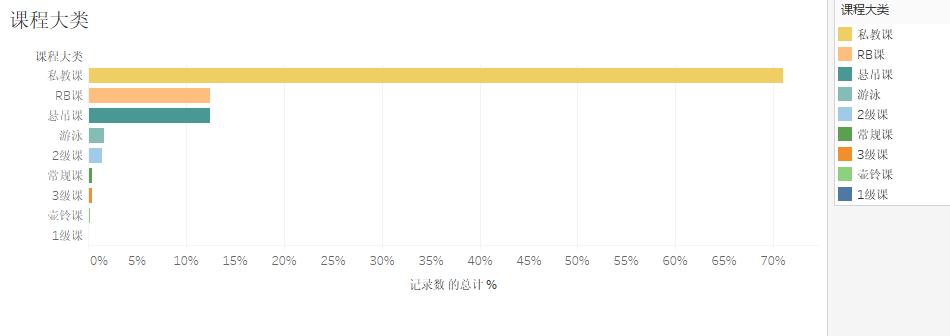 课程大类
课程大类
私教课
RB课
悬吊课
游泳
2级课
常规课
3级课
壶铃课
1级课
0% 5% 10% 15% 20% 25% 30% 35% 40% 45% 50% 55% 60% 65% 70%
记录数 的总计 %
课程大类
私教课
RB课
悬吊课
游泳
2级课
常规课
3级课
壶铃课
1级课